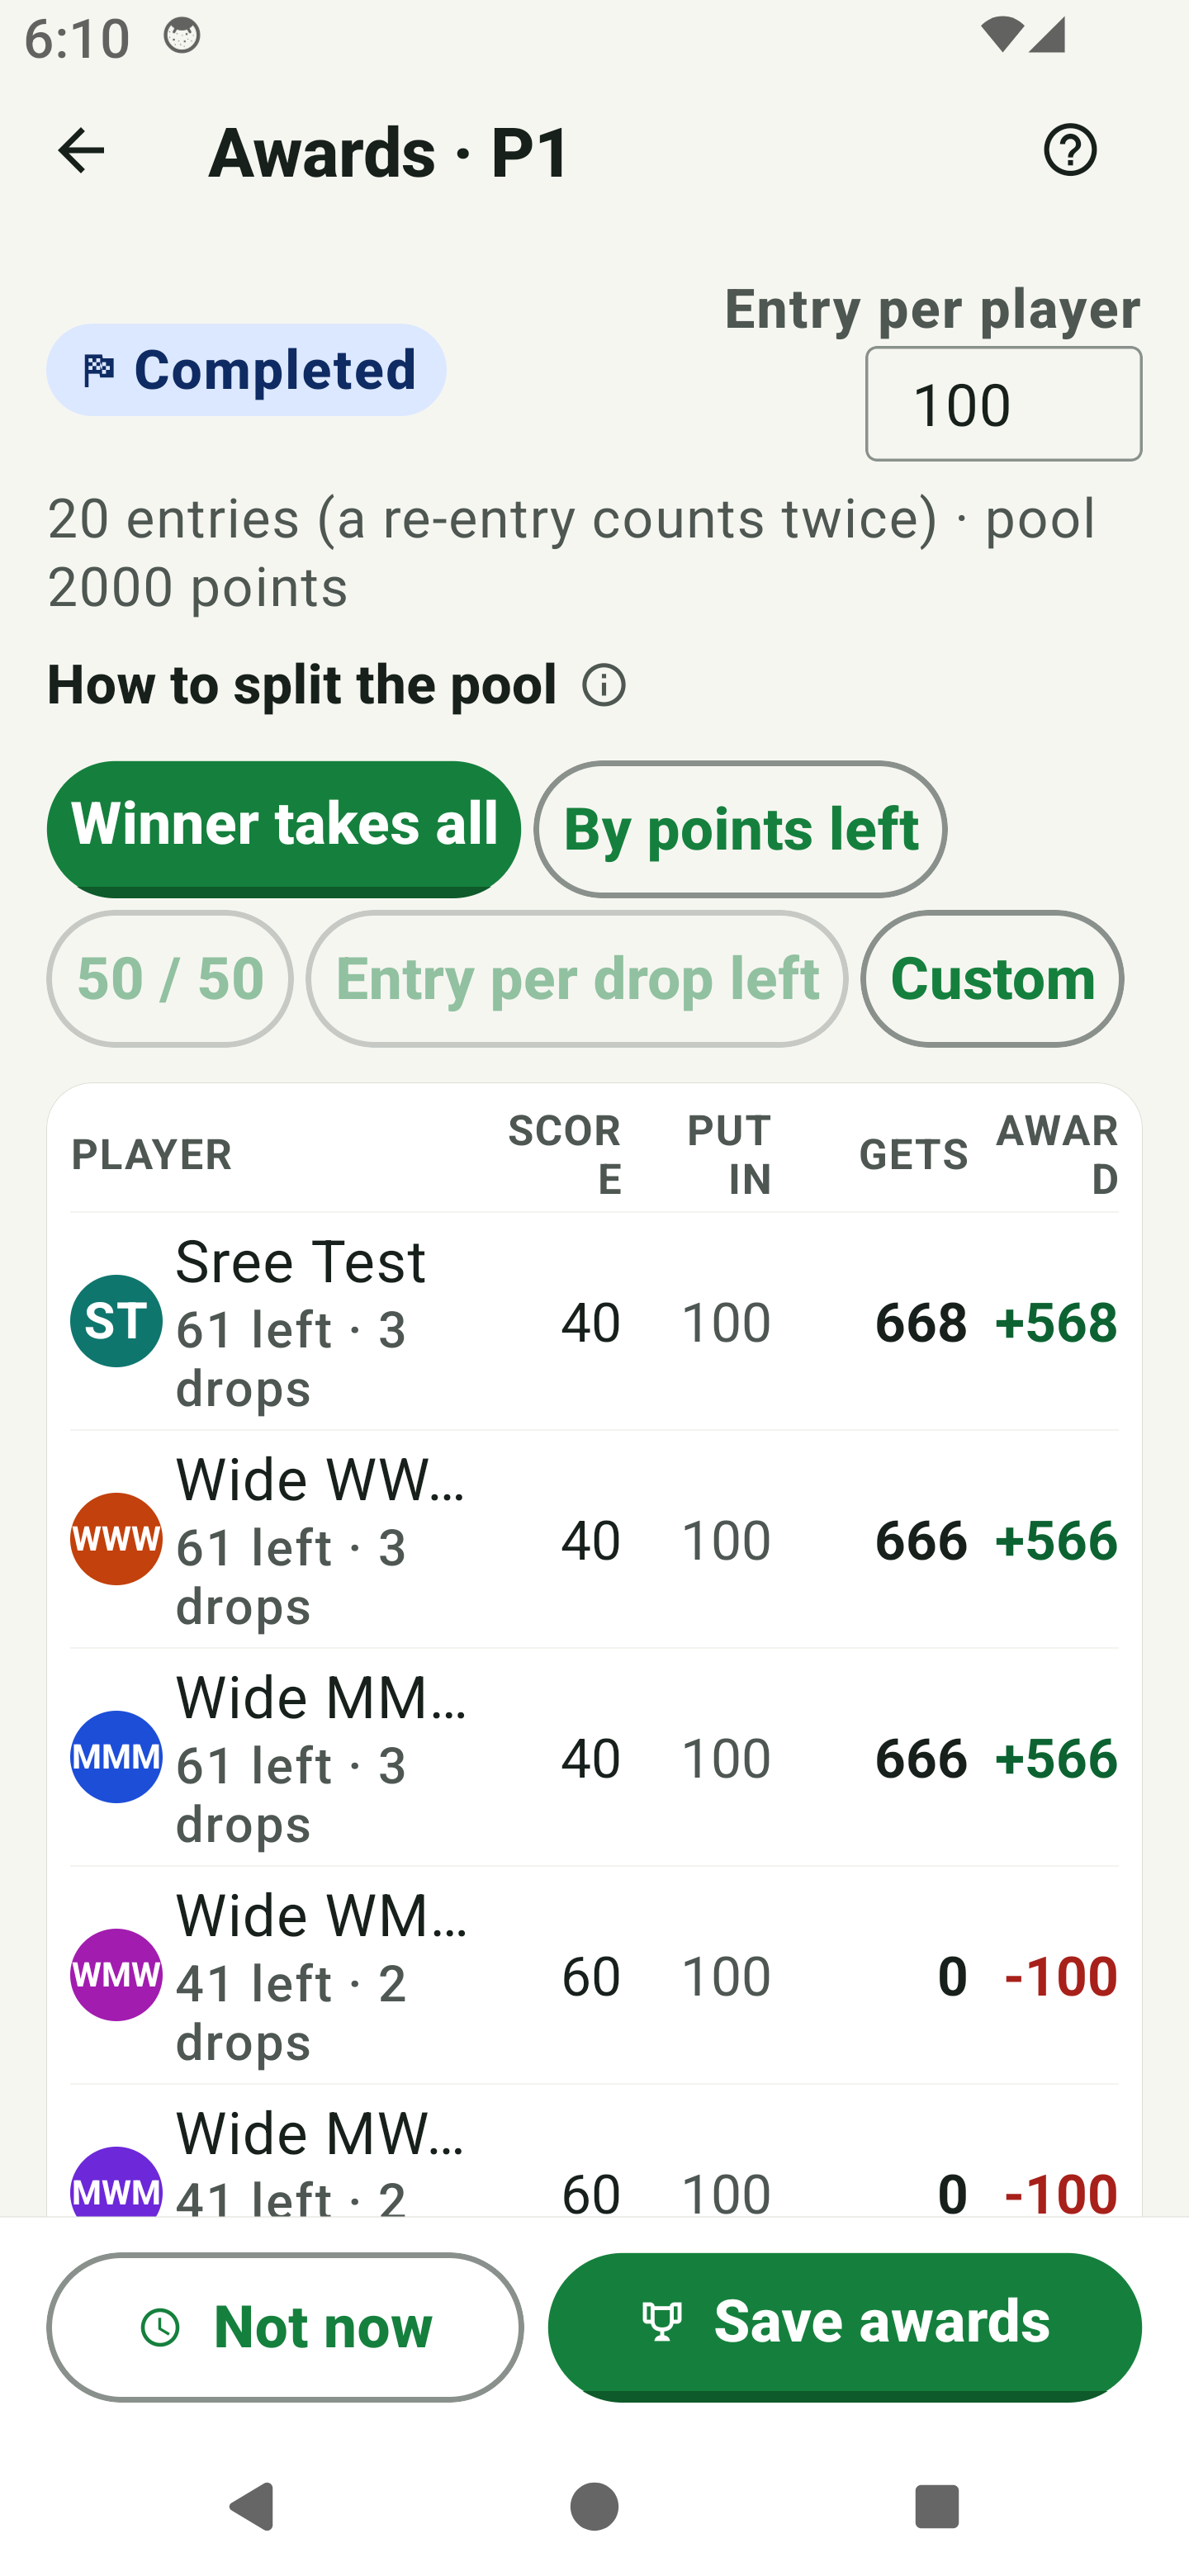 6:10
Awards · P1
Entry per player
Completed
100
20 entries (a re-entry counts twice) · pool
2000 points
How to split the pool
Winner takes all
By points left
50 / 50
Entry per drop left
Custom
PLAYER
SCOR
E
PUT
IN
GETS
AWAR
D
ST
Sree Test
61 left · 3
drops
40
100
668
+568
WWW
Wide WW…
61 left · 3
drops
40
100
666
+566
MMM
Wide MM…
61 left · 3
drops
40
100
666
+566
WMW
Wide WM…
41 left · 2
drops
60
100
0
-100
MWM
Wide MW…
41 left · 2
60
100
0
-100
Not now
Save awards